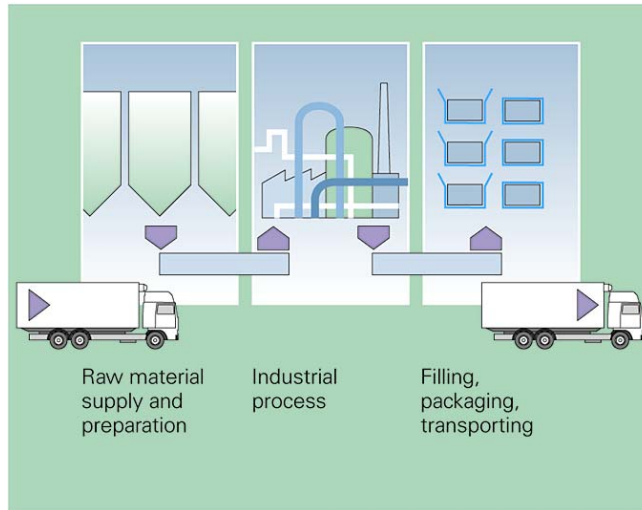 Raw material
supply and
preparation
Industrial
process
Filling,
packaging,
transporting